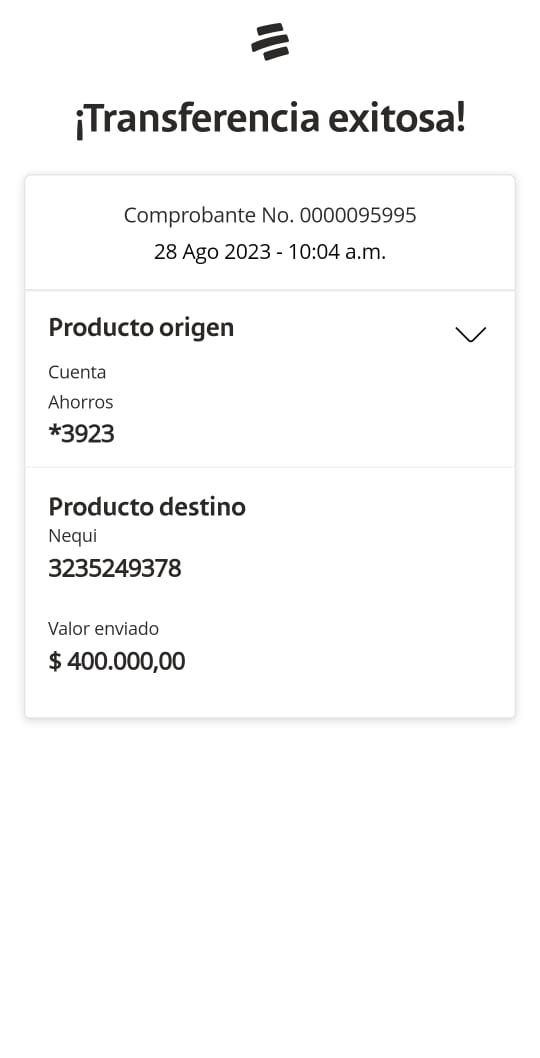 ¡Transferencia exitosa!
Comprobante No. 0000095995
28 Ago 2023 - 10:04 a.m.
Producto origen
Cuenta
Ahorros
*3923
Producto destino
Nequi
3235249378
Valor enviado
$ 400.000,00